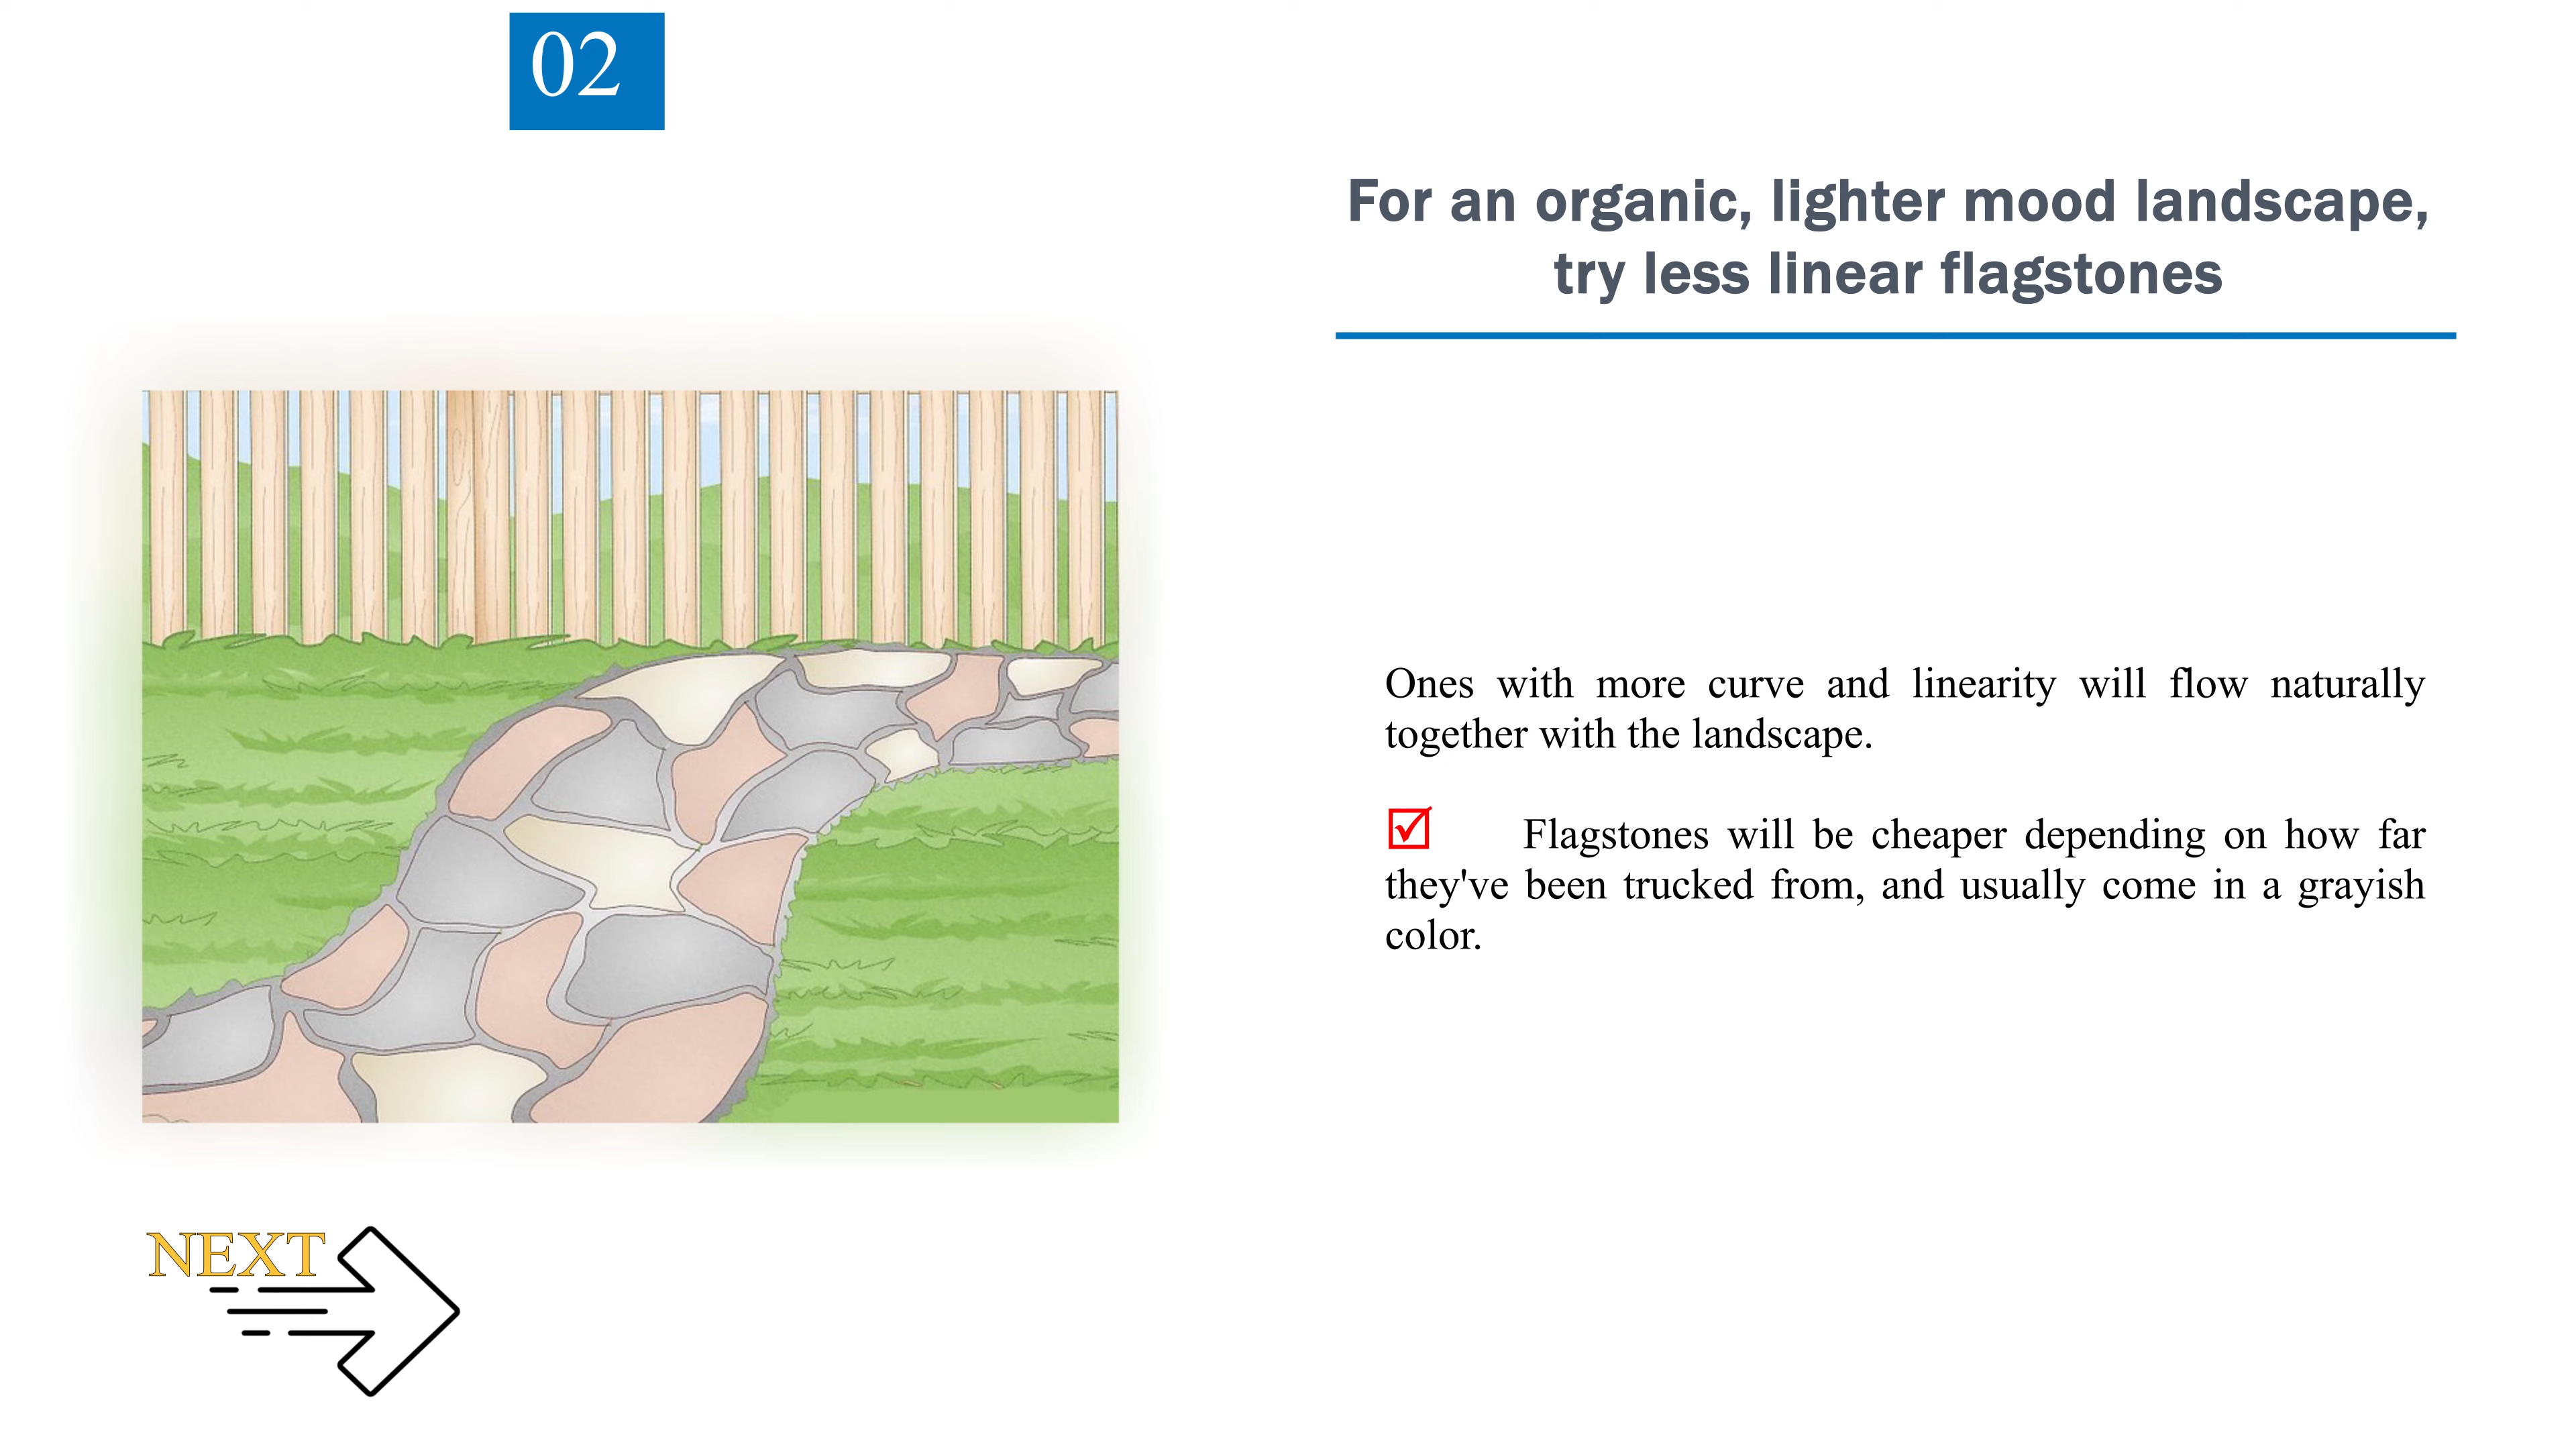 02
For an organic, lighter mood landscape,
try less linear flagstones
Ones with more curve and linearity will flow naturally
together with the landscape.
☑ Flagstones will be cheaper depending on how far
they've been trucked from, and usually come in a grayish
color.
NEXT